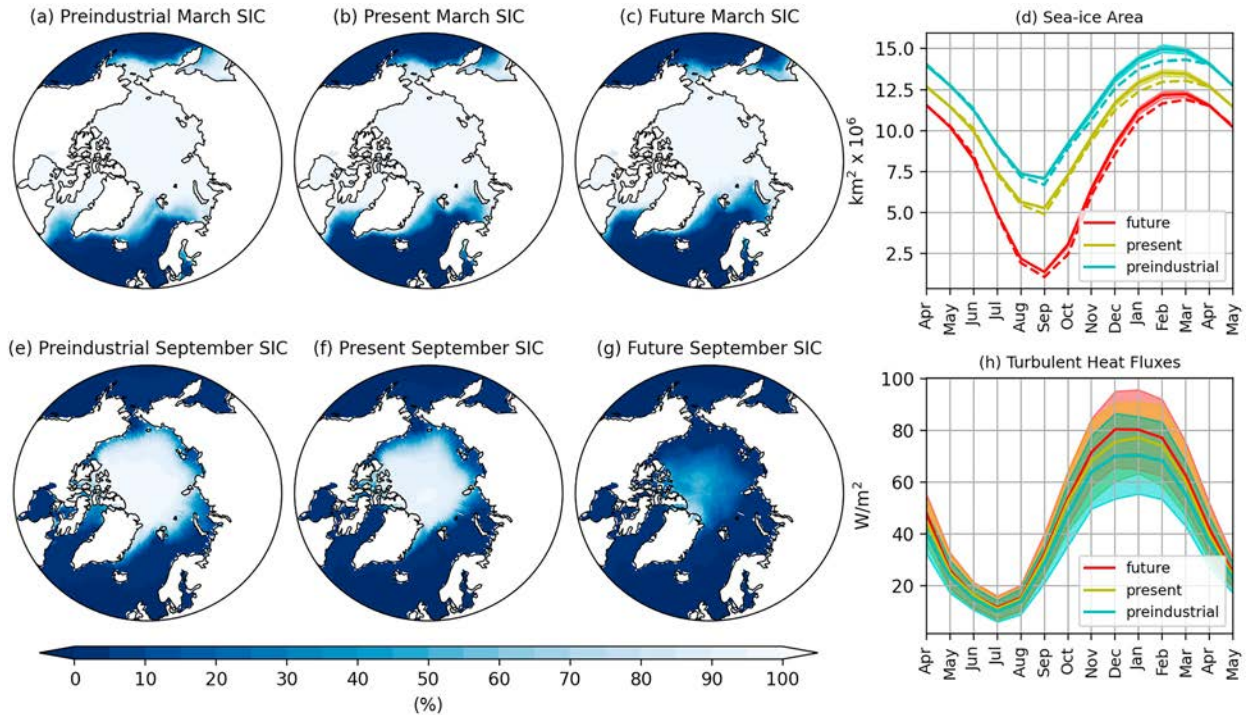 (a) Preindustrial March SIC
(b) Present March SIC
(c) Future March SIC
(d) Sea-ice Area
km² x 10⁶
15.0
12.5
10.0
7.5
5.0
2.5
future
present
preindustrial
Apr
May
Jun
Jul
Aug
Sep
Oct
Nov
Dec
Jan
Feb
Mar
Apr
May
(e) Preindustrial September SIC
(f) Present September SIC
(g) Future September SIC
(h) Turbulent Heat Fluxes
W/m²
100
80
60
40
20
future
present
preindustrial
Apr
May
Jun
Jul
Aug
Sep
Oct
Nov
Dec
Jan
Feb
Mar
Apr
May
0 10 20 30 40 50 60 70 80 90 100
(%)